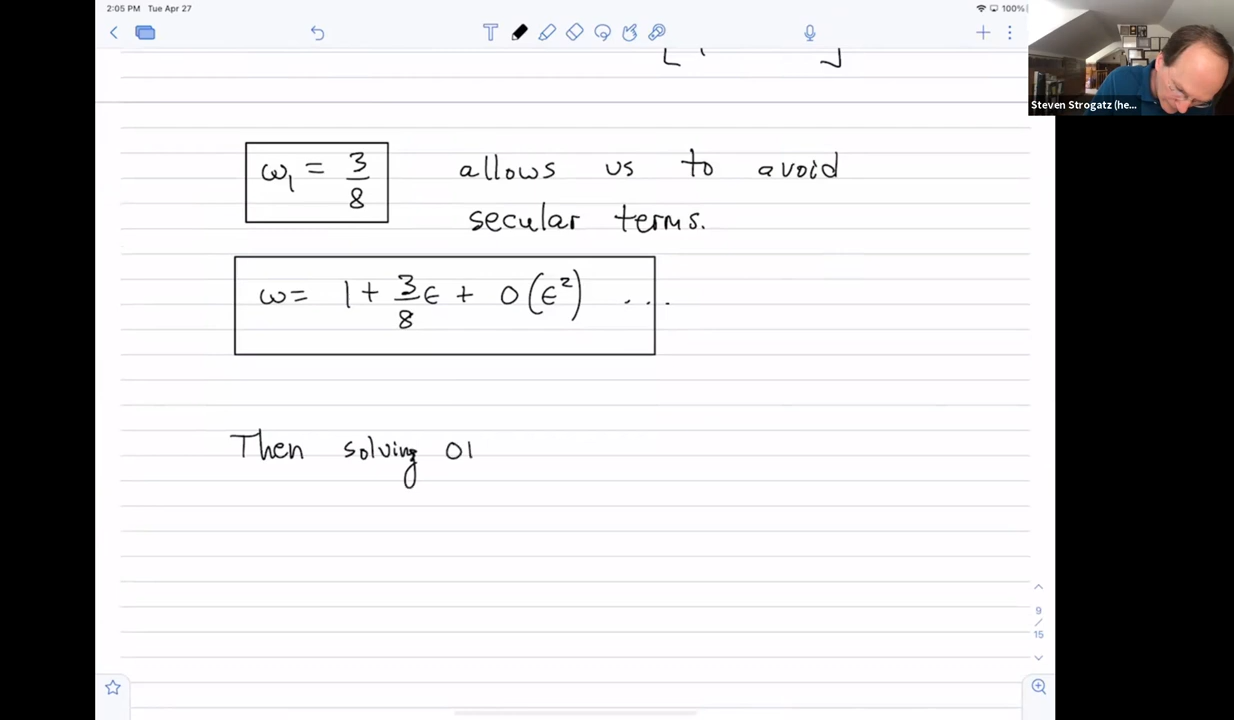 2:05 PM Tue Apr 27
100%
T
Steven Strogatz (he...
ω₁ = 3/8 allows us to avoid
secular terms.
ω = 1 + 3/8 ϵ + O(ϵ²) ...
Then solving
9
/
15